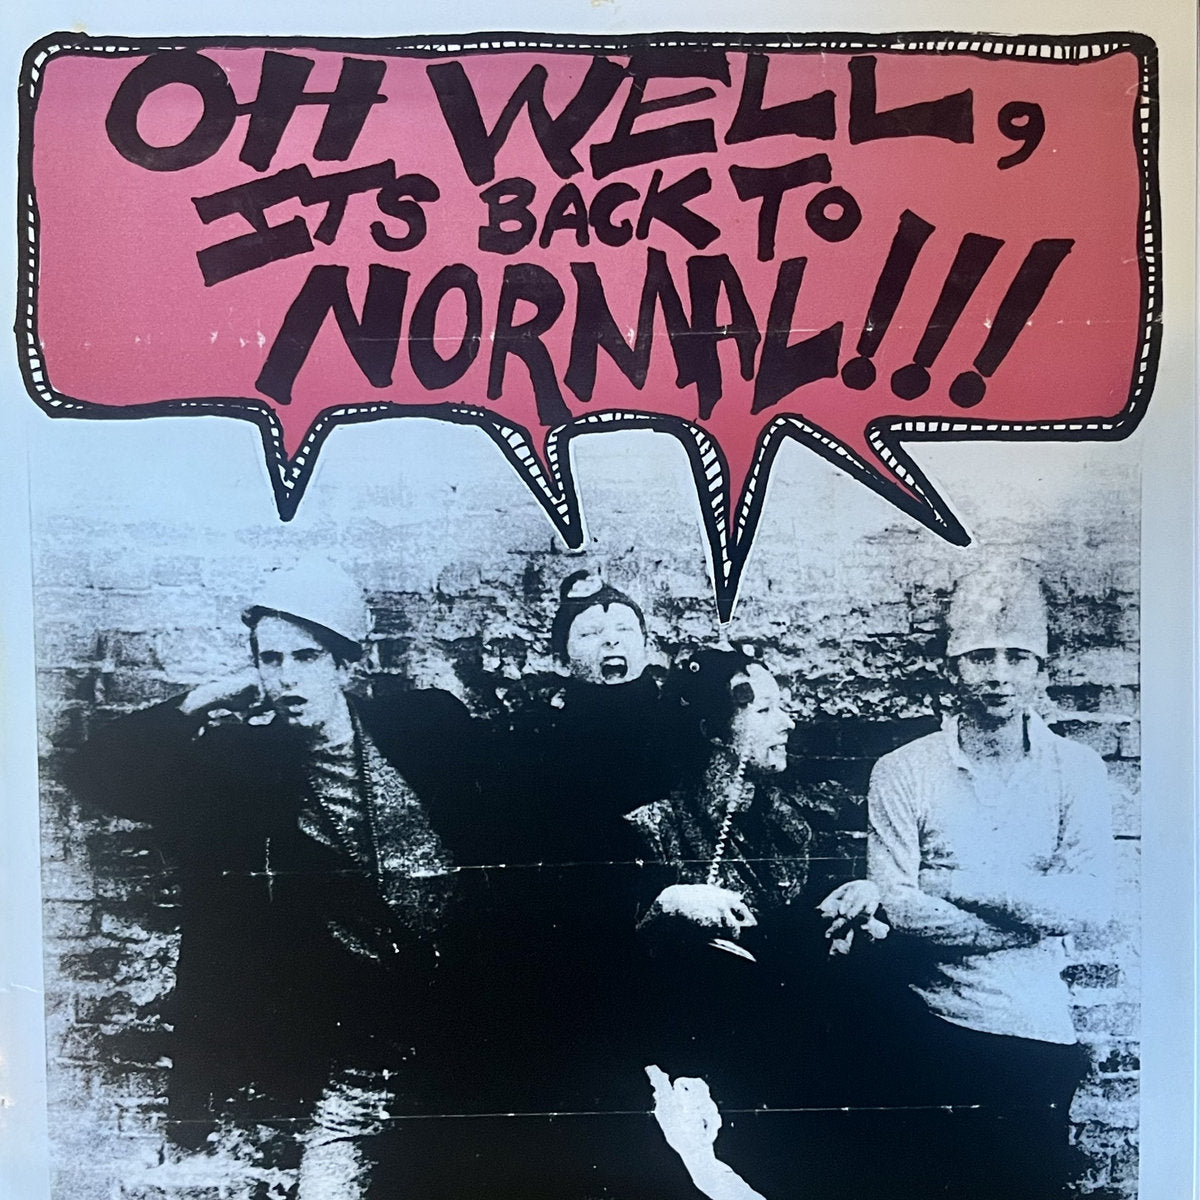 OH WELL,
ITS BACK TO
NORMAL!!!